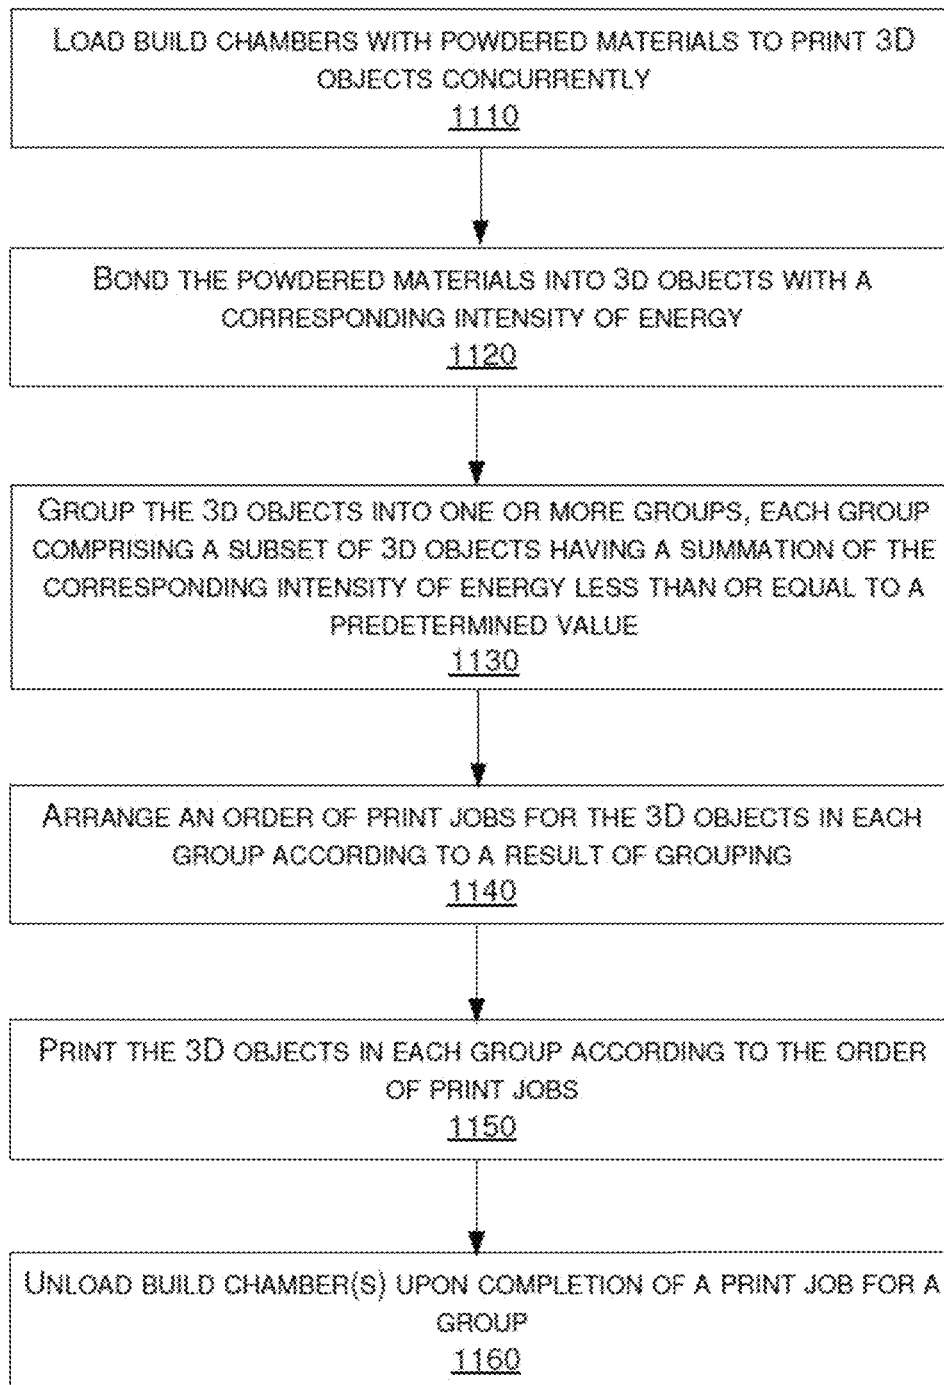 LOAD BUILD CHAMBERS WITH POWDERED MATERIALS TO PRINT 3D
OBJECTS CONCURRENTLY
1110
BOND THE POWDERED MATERIALS INTO 3D OBJECTS WITH A
CORRESPONDING INTENSITY OF ENERGY
1120
GROUP THE 3D OBJECTS INTO ONE OR MORE GROUPS, EACH GROUP
COMPRISING A SUBSET OF 3D OBJECTS HAVING A SUMMATION OF THE
CORRESPONDING INTENSITY OF ENERGY LESS THAN OR EQUAL TO A
PREDETERMINED VALUE
1130
ARRANGE AN ORDER OF PRINT JOBS FOR THE 3D OBJECTS IN EACH
GROUP ACCORDING TO A RESULT OF GROUPING
1140
PRINT THE 3D OBJECTS IN EACH GROUP ACCORDING TO THE ORDER
OF PRINT JOBS
1150
UNLOAD BUILD CHAMBER(S) UPON COMPLETION OF A PRINT JOB FOR A
GROUP
1160